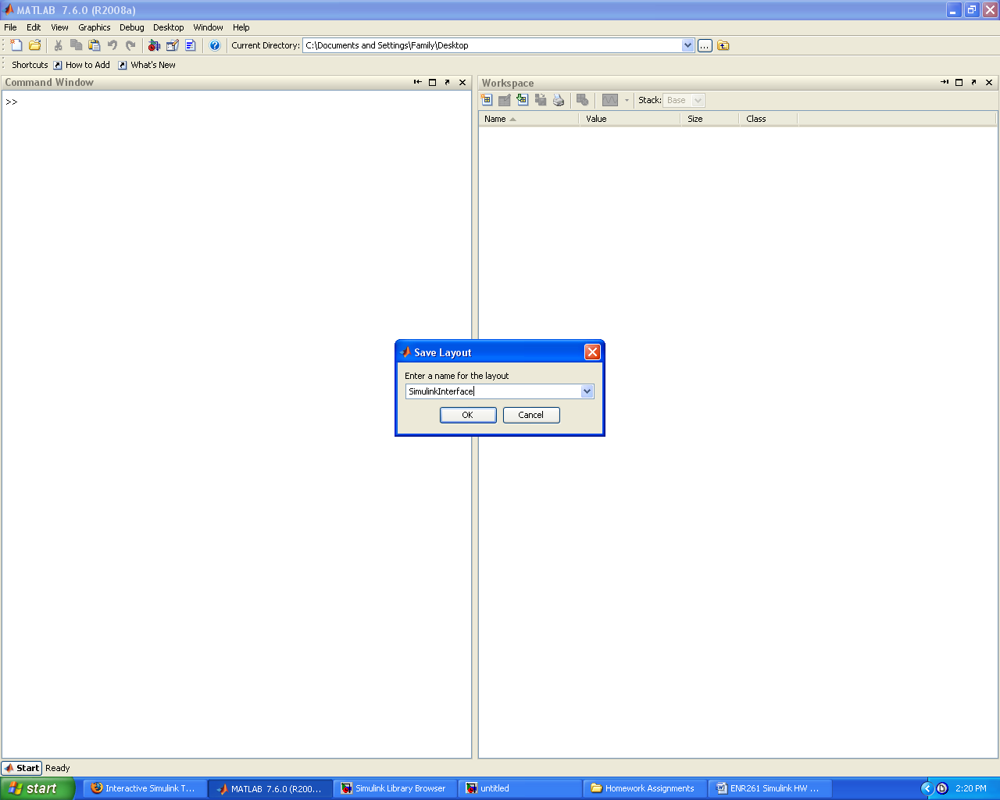 MATLAB 7.6.0 (R2008a)
File Edit View Graphics Debug Desktop Window Help
Current Directory: C:\Documents and Settings\Family\Desktop ...
Shortcuts How to Add What's New
Command Window
>>
Workspace
Stack: Base
Name Value Size Class
Save Layout
Enter a name for the layout
SimulinkInterface
OK Cancel
Start Ready
start Interactive Simulink T... MATLAB 7.6.0 (R200... Simulink Library Browser untitled Homework Assignments ENR261 Simulink HW ... 2:20 PM